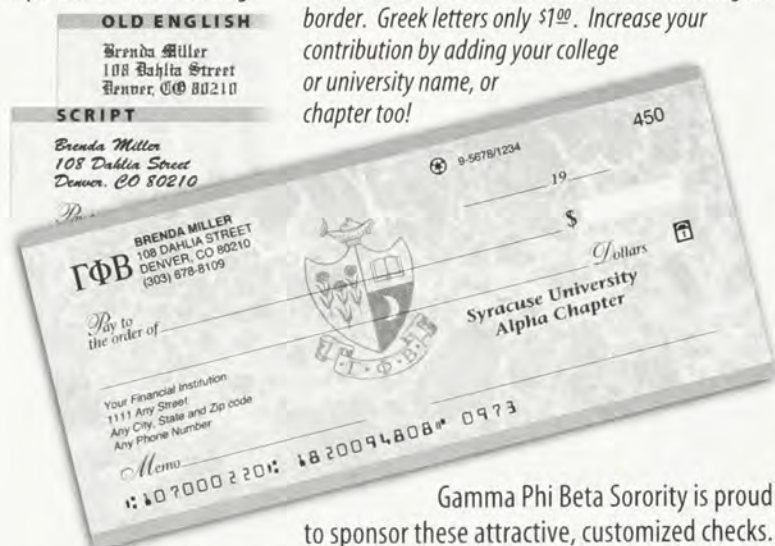 OLD ENGLISH
Brenda Miller
108 Dahlia Street
Denver, CO 80210
SCRIPT
Brenda Miller
108 Dahlia Street
Denver, CO 80210
border. Greek letters only $1⁰⁰. Increase your
contribution by adding your college
or university name, or
chapter too!
450
9-5678/1234
19
ΓΦΒ
BRENDA MILLER
108 DAHLIA STREET
DENVER, CO 80210
(303) 678-8109
$
Pay to
the order of
Dollars
Γ·Φ·Β
Syracuse University
Alpha Chapter
Your Financial Institution
1111 Any Street
Any City, State and Zip code
Any Phone Number
Memo
⑆107000220⑆ 182009480⑈ 0973
Gamma Phi Beta Sorority is proud
to sponsor these attractive, customized checks.